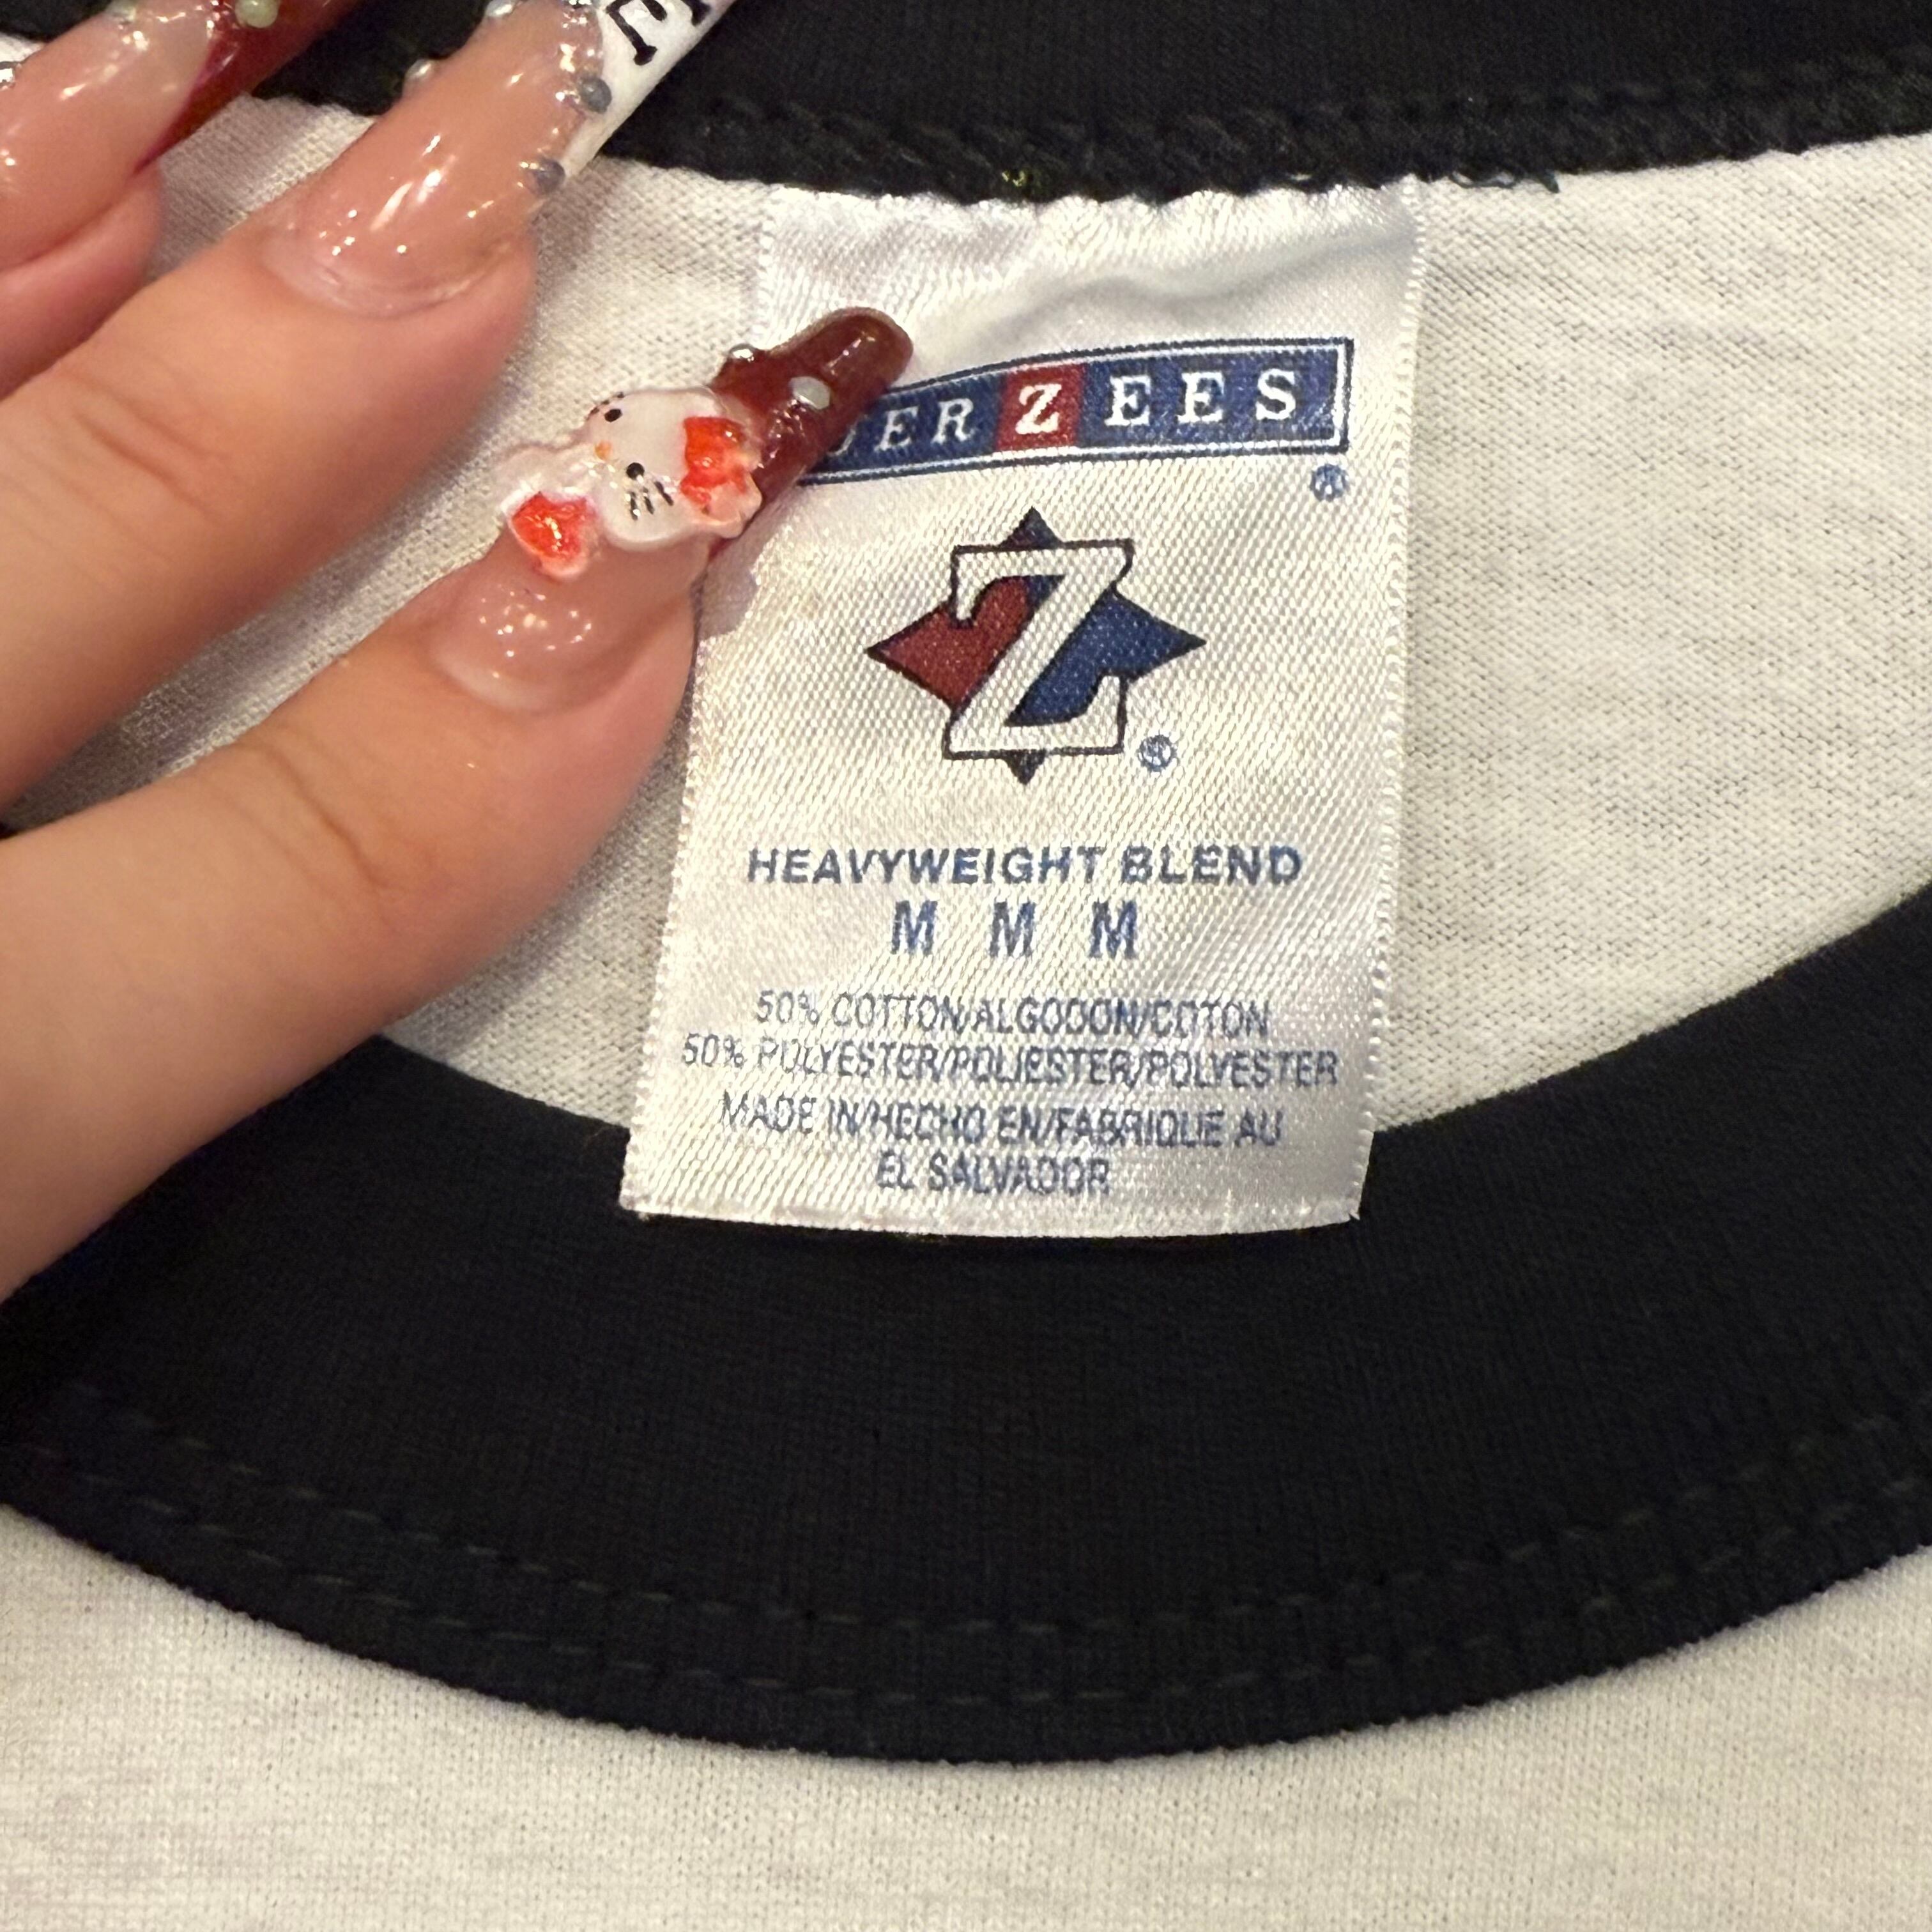 ERZEES
®
Z
®
HEAVYWEIGHT BLEND
M M M
50% COTTON/ALGODON/COTON
50% POLYESTER/POLIESTER/POLYESTER
MADE IN/HECHO EN/FABRIQUE AU
EL SALVADOR